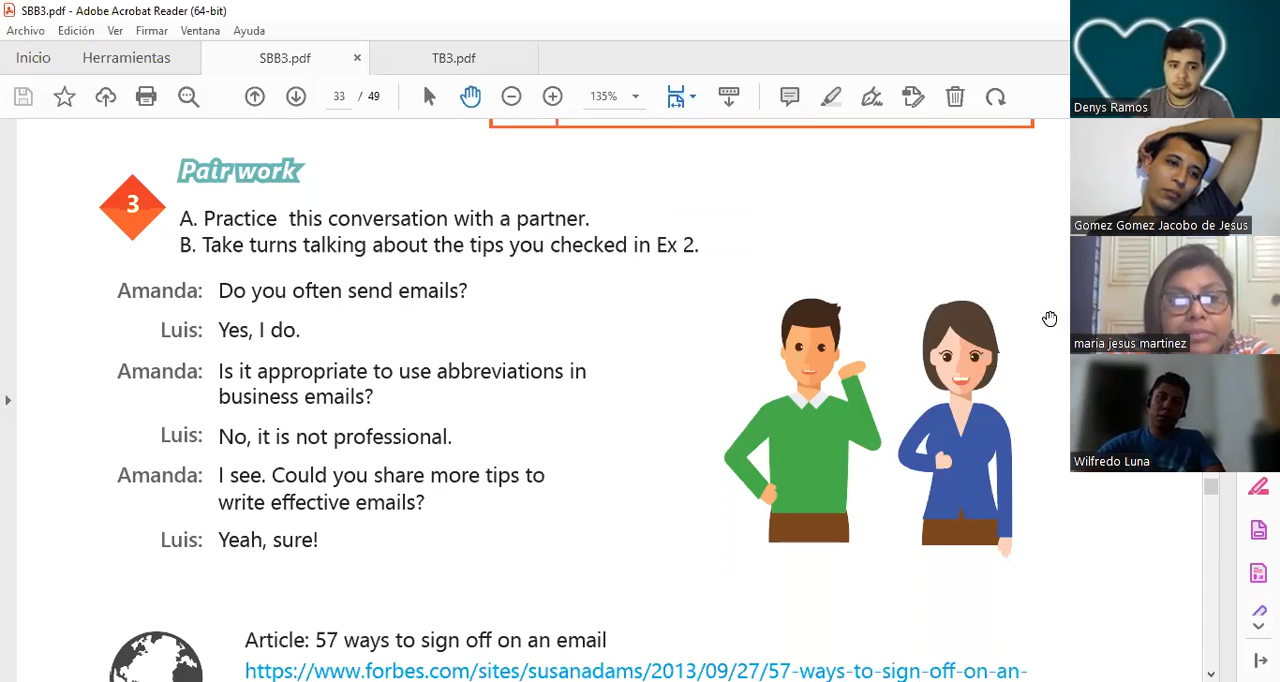 SBB3.pdf - Adobe Acrobat Reader (64-bit)
Archivo Edición Ver Firmar Ventana Ayuda
Inicio Herramientas SBB3.pdf × TB3.pdf
33 / 49 135%
Pair work
3
A. Practice this conversation with a partner.
B. Take turns talking about the tips you checked in Ex 2.
Amanda: Do you often send emails?
Luis: Yes, I do.
Amanda: Is it appropriate to use abbreviations in
business emails?
Luis: No, it is not professional.
Amanda: I see. Could you share more tips to
write effective emails?
Luis: Yeah, sure!
Article: 57 ways to sign off on an email
https://www.forbes.com/sites/susanadams/2013/09/27/57-ways-to-sign-off-on-an-
Denys Ramos
Gomez Gomez Jacobo de Jesus
maria jesus martinez
Wilfredo Luna